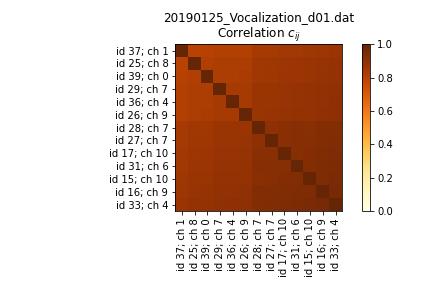 20190125_Vocalization_d01.dat
Correlation c_ij
id 37; ch 1
id 25; ch 8
id 39; ch 0
id 29; ch 7
id 36; ch 4
id 26; ch 9
id 28; ch 7
id 27; ch 7
id 17; ch 10
id 31; ch 6
id 15; ch 10
id 16; ch 9
id 33; ch 4
id 37; ch 1
id 25; ch 8
id 39; ch 0
id 29; ch 7
id 36; ch 4
id 26; ch 9
id 28; ch 7
id 27; ch 7
id 17; ch 10
id 31; ch 6
id 15; ch 10
id 16; ch 9
id 33; ch 4
1.0
0.8
0.6
0.4
0.2
0.0